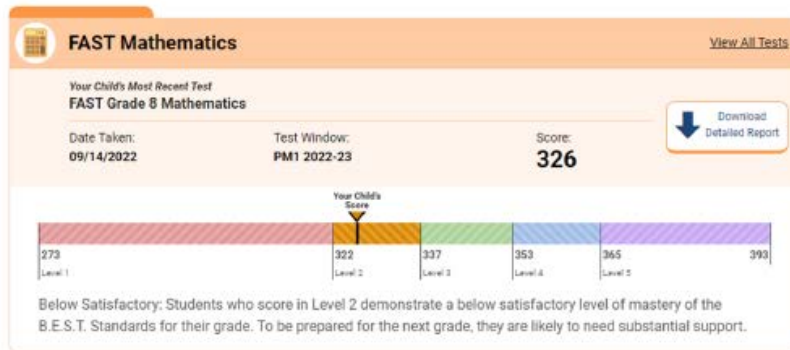 FAST Mathematics
View All Tests
Your Child's Most Recent Test
FAST Grade 8 Mathematics
Download
Detailed Report
Date Taken:
Test Window:
Score:
09/14/2022
PM1 2022-23
326
Your Child's
Score
273
322
337
353
365
393
Level 1
Level 2
Level 3
Level 4
Level 5
Below Satisfactory: Students who score in Level 2 demonstrate a below satisfactory level of mastery of the
B.E.S.T. Standards for their grade. To be prepared for the next grade, they are likely to need substantial support.